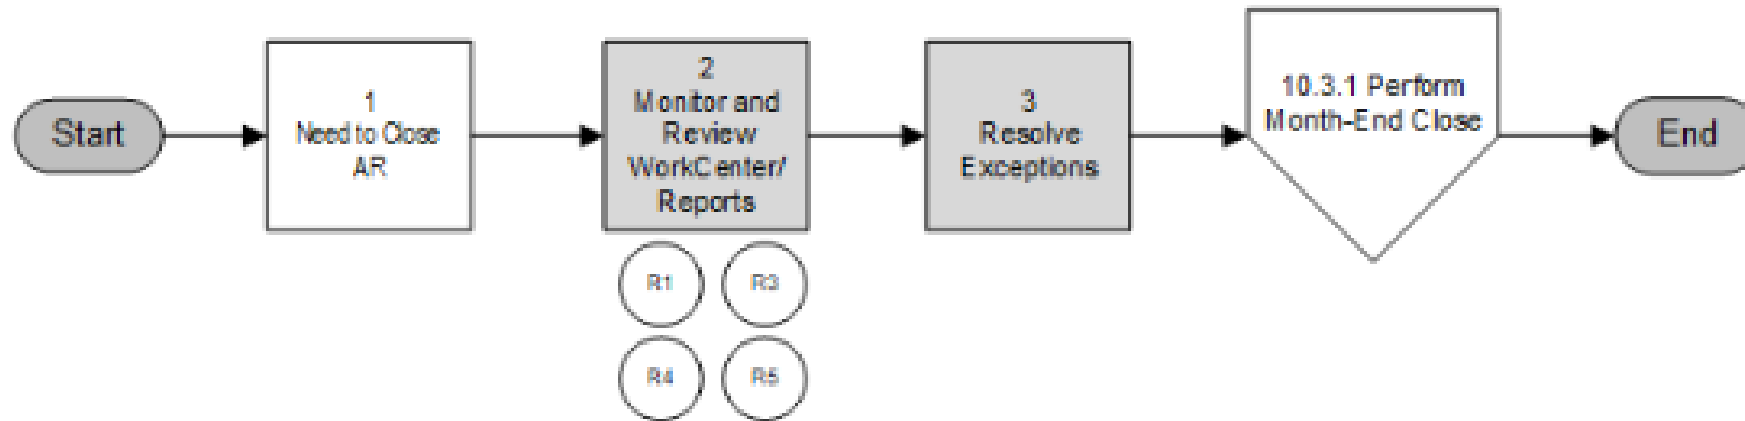 Start
1
Need to Close
AR
2
Monitor and
Review
WorkCenter/
Reports
3
Resolve
Exceptions
10.3.1 Perform
Month-End Close
End
R1
R3
R4
R5